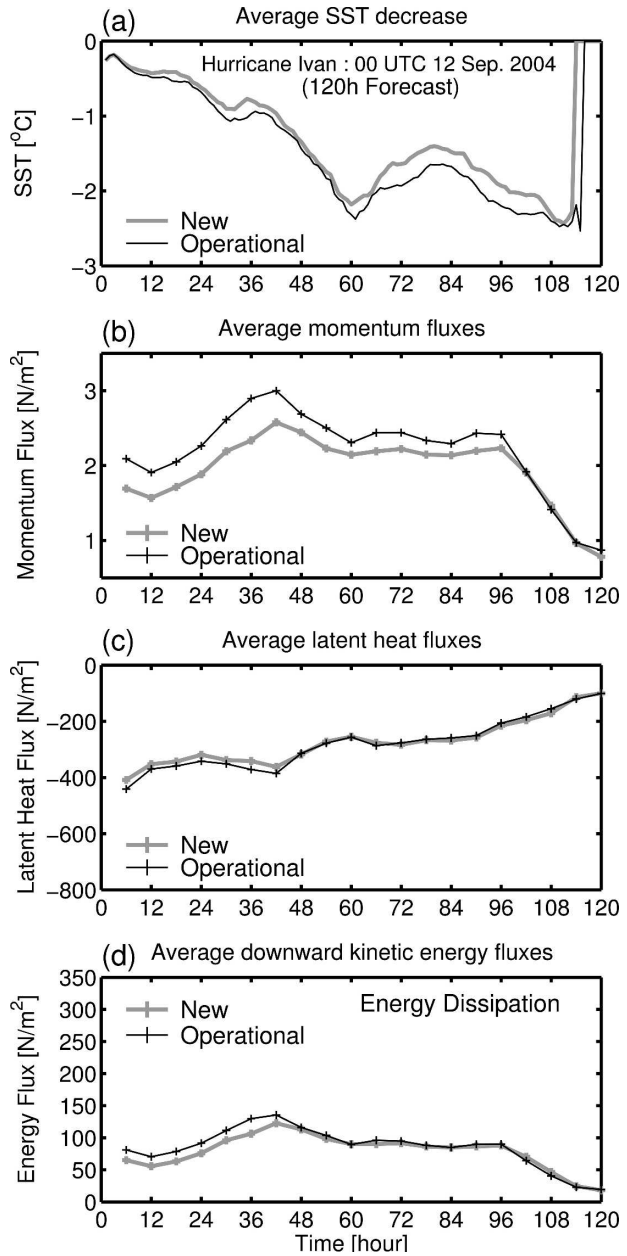 (a) Average SST decrease
0
Hurricane Ivan : 00 UTC 12 Sep. 2004
(120h Forecast)
−1
SST [°C]
−2
New
Operational
−3
0 12 24 36 48 60 72 84 96 108 120
(b) Average momentum fluxes
3
Momentum Flux [N/m²]
2
New
1
Operational
0 12 24 36 48 60 72 84 96 108 120
(c) Average latent heat fluxes
0
−200
Latent Heat Flux [N/m²]
−400
−600
New
Operational
−800
0 12 24 36 48 60 72 84 96 108 120
(d) Average downward kinetic energy fluxes
350
300
New
Energy Dissipation
Operational
250
200
Energy Flux [N/m²]
150
100
50
0
0 12 24 36 48 60 72 84 96 108 120
Time [hour]